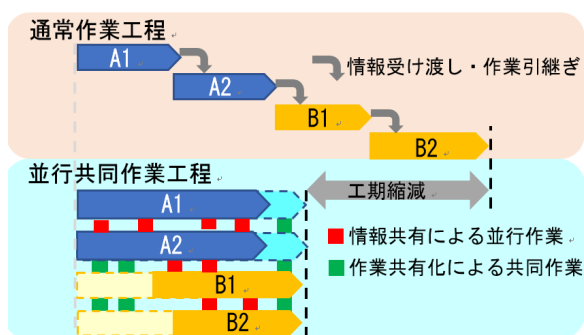 通常作業工程
A1
情報受け渡し・作業引継ぎ
A2
B1
B2
並行共同作業工程
工期縮減
A1
情報共有による並行作業
A2
作業共有化による共同作業
B1
B2